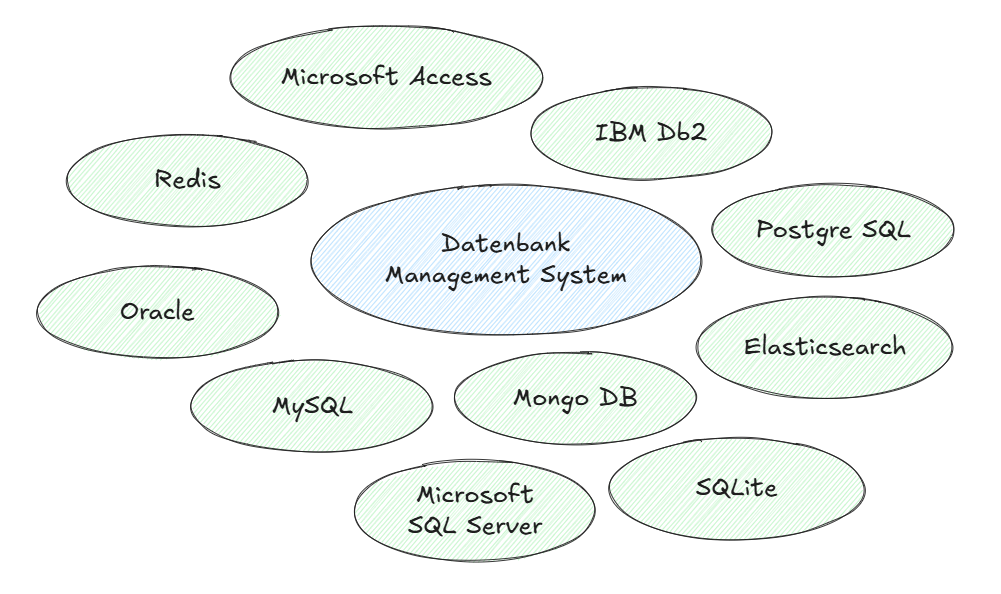 Microsoft Access
IBM Db2
Redis
Postgre SQL
Datenbank
Management System
Oracle
Elasticsearch
MySQL
Mongo DB
SQLite
Microsoft
SQL Server